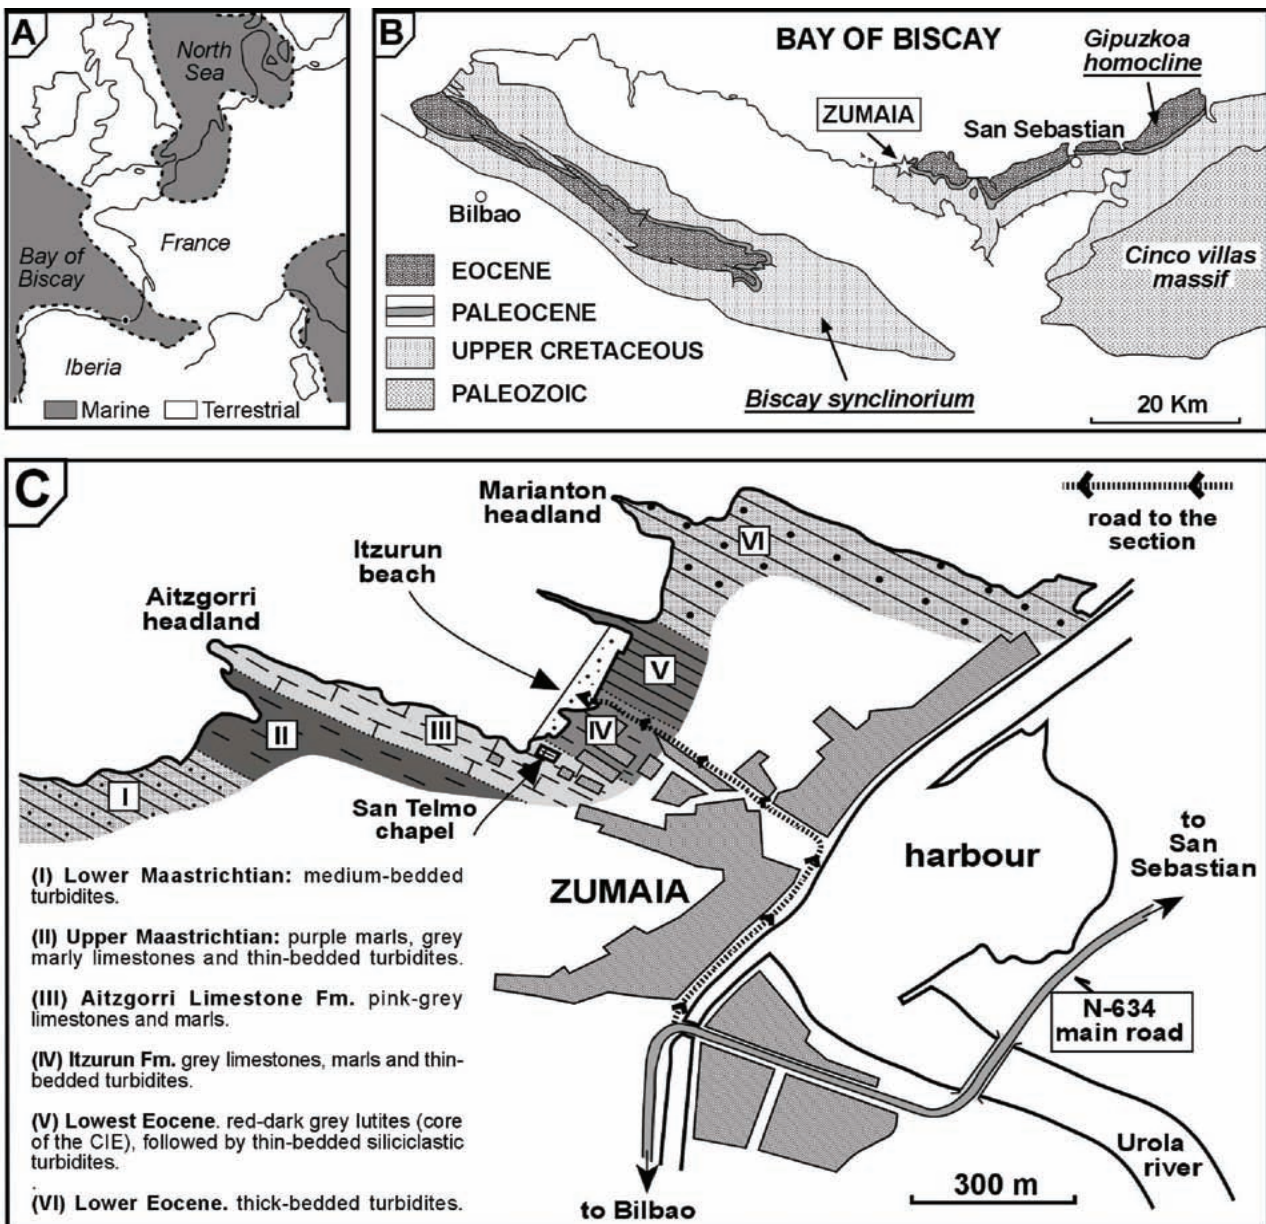 A
North
Sea
Bay of
Biscay
France
Iberia
Marine
Terrestrial
B
BAY OF BISCAY
Gipuzkoa
homocline
ZUMAIA
San Sebastian
Bilbao
Cinco villas
massif
EOCENE
PALEOCENE
UPPER CRETACEOUS
PALEOZOIC
Biscay synclinorium
20 Km
C
Marianton
headland
road to the
section
Itzurun
beach
Aitzgorri
headland
VI
V
IV
III
II
I
San Telmo
chapel
ZUMAIA
harbour
to
San
Sebastian
N-634
main road
Urola
river
300 m
to Bilbao
(I) Lower Maastrichtian: medium-bedded
turbidites.
(II) Upper Maastrichtian: purple marls, grey
marly limestones and thin-bedded turbidites.
(III) Aitzgorri Limestone Fm. pink-grey
limestones and marls.
(IV) Itzurun Fm. grey limestones, marls and thin-
bedded turbidites.
(V) Lowest Eocene. red-dark grey lutites (core
of the CIE), followed by thin-bedded siliciclastic
turbidites.
.
(VI) Lower Eocene. thick-bedded turbidites.